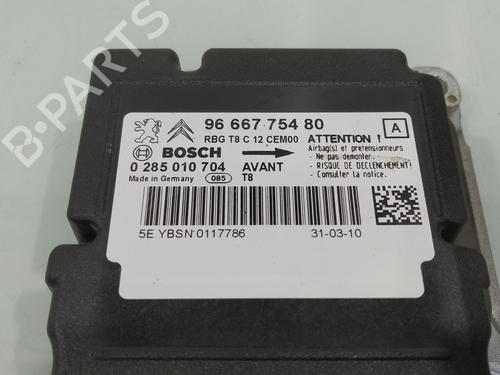 B-PARTS
96 667 754 80
RBG T8 C 12 CEM00
BOSCH
0 285 010 704
AVANT
Made in Germany
085
T8
ATTENTION !
A
Airbag(s) et pretensionneurs
- Ne pas demonter.
- RISQUE DE DECLENCHEMENT!
- Consulter la notice.
5E YBSN 0117786
31-03-10